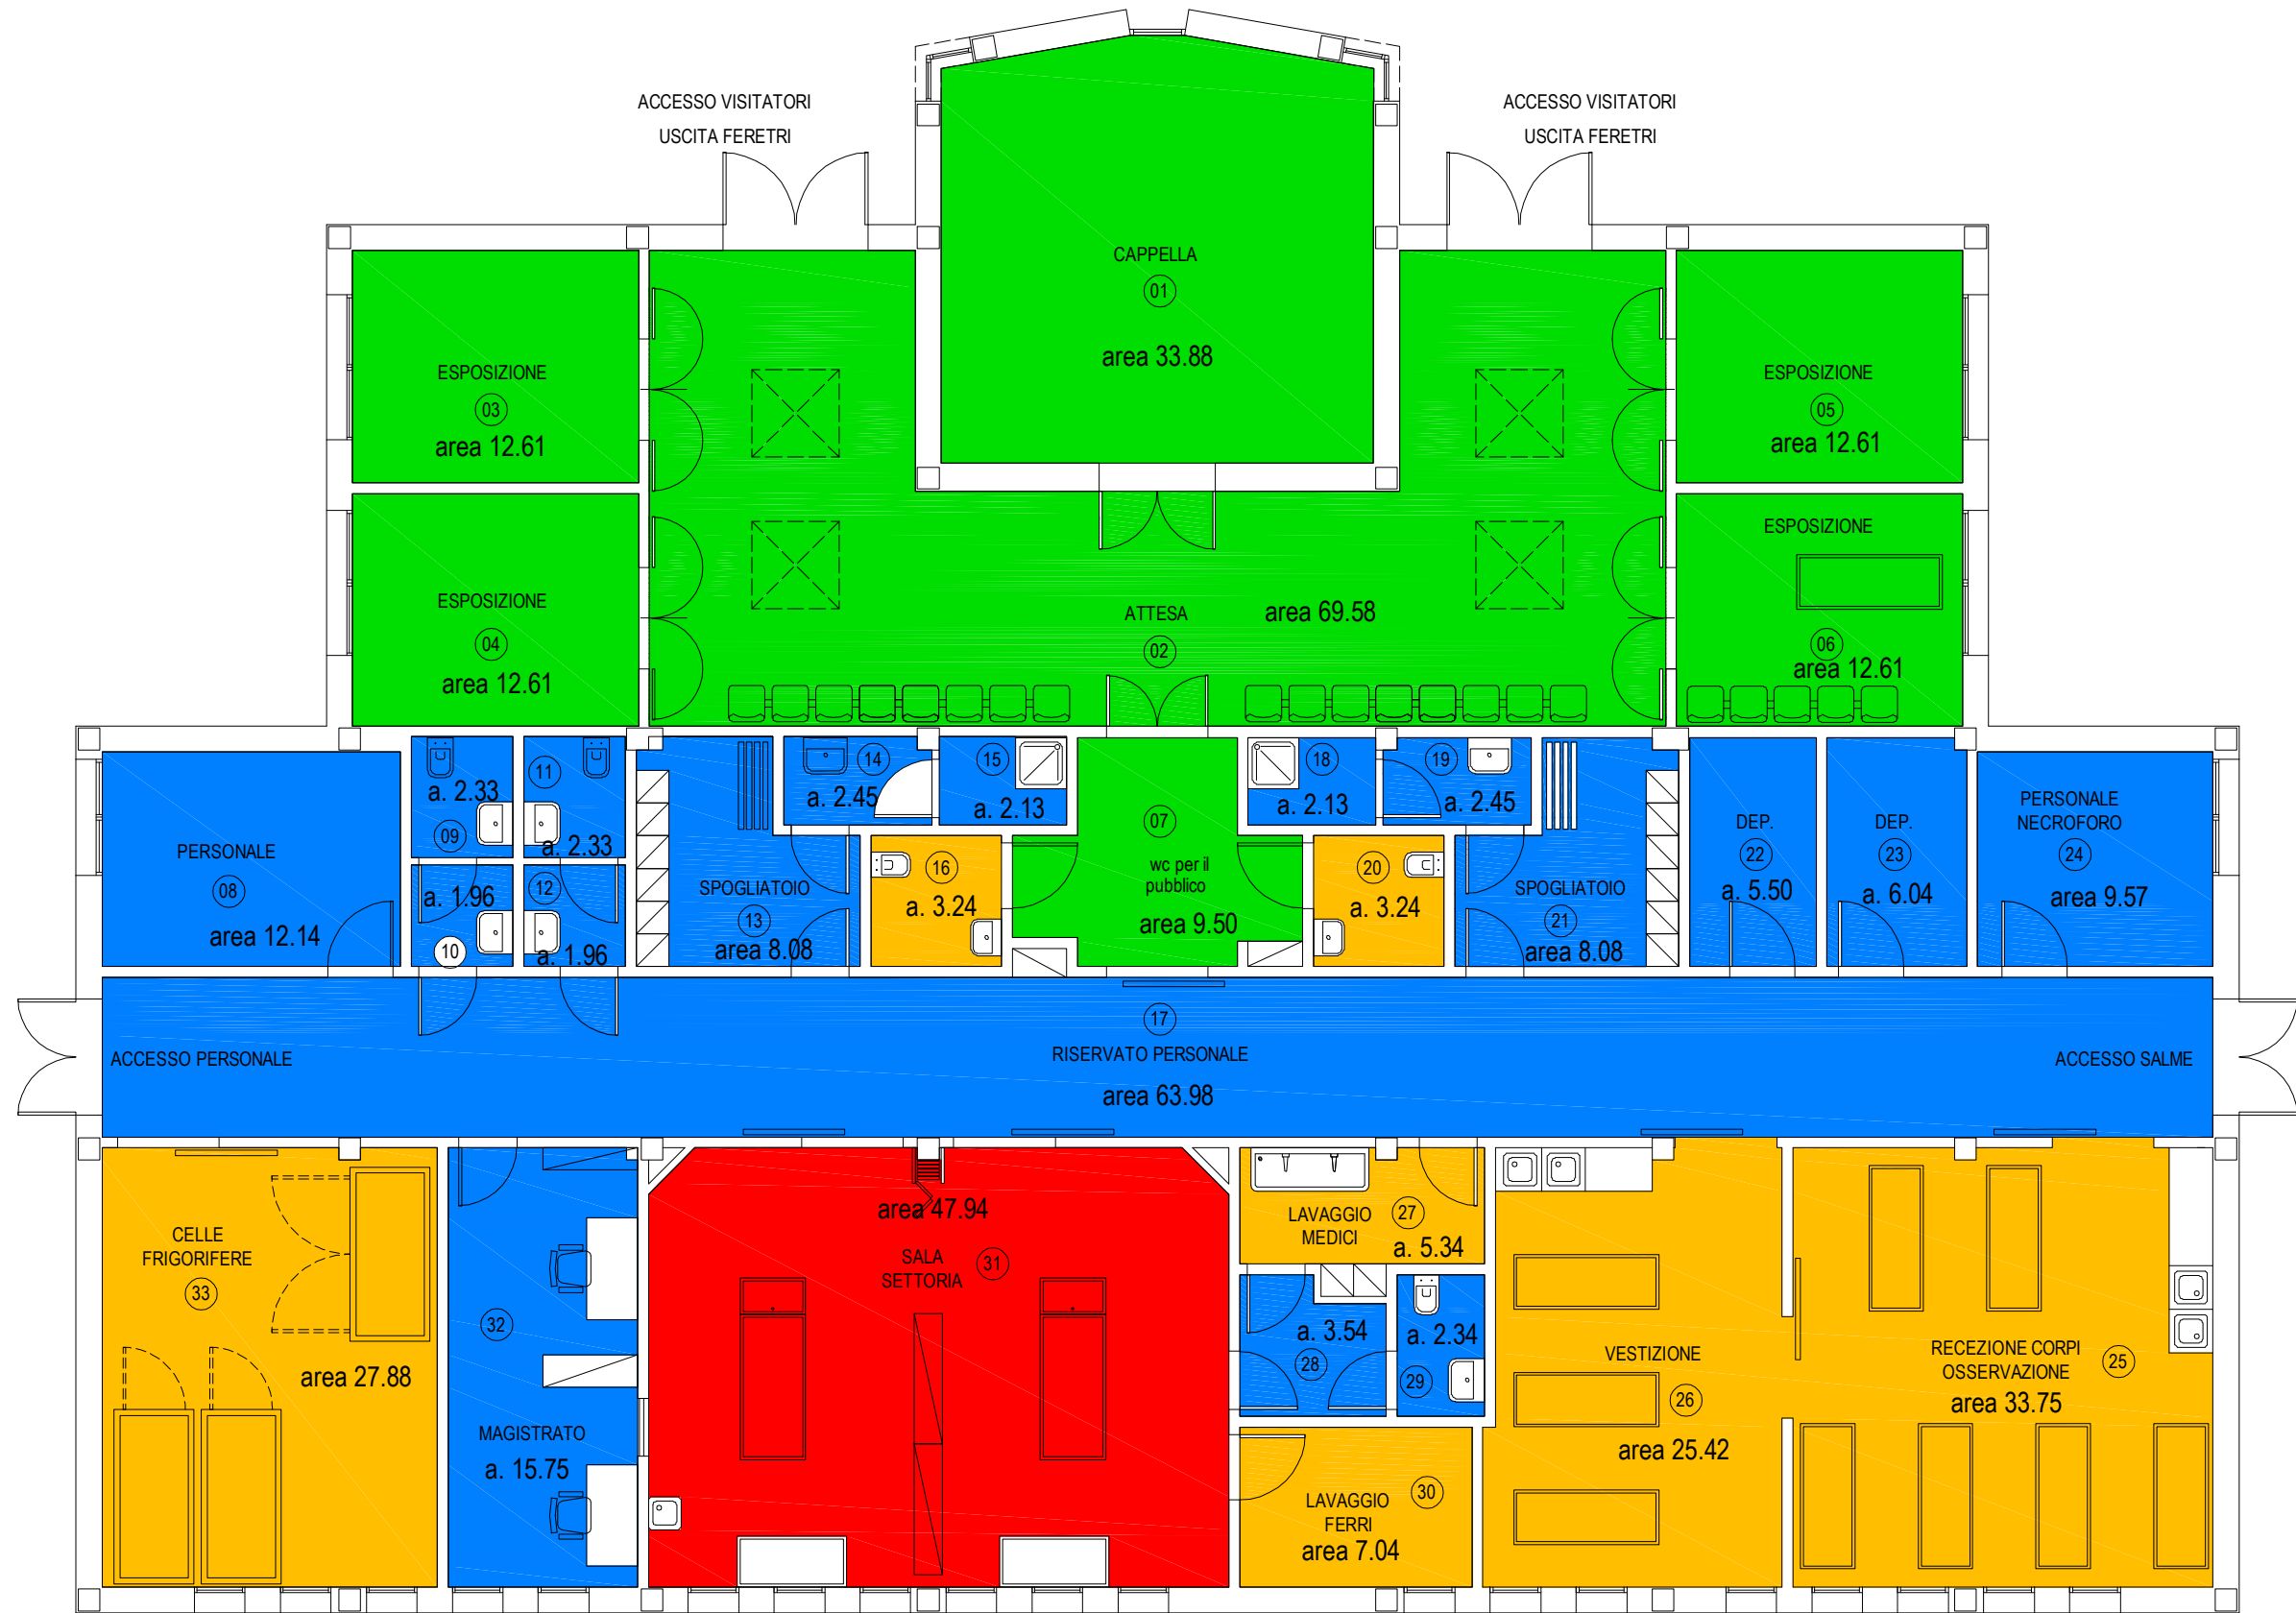 ACCESSO VISITATORI
USCITA FERETRI
ACCESSO VISITATORI
USCITA FERETRI
CAPPELLA
01
area 33.88
ESPOSIZIONE
03
area 12.61
ESPOSIZIONE
05
area 12.61
ESPOSIZIONE
04
area 12.61
ATTESA
area 69.58
02
ESPOSIZIONE
06
area 12.61
PERSONALE
08
area 12.14
a. 2.33
09
11
a. 2.33
a. 1.96
10
12
a. 1.96
SPOGLIATOIO
13
area 8.08
14
a. 2.45
15
a. 2.13
16
a. 3.24
07
wc per il
pubblico
area 9.50
18
a. 2.13
19
a. 2.45
20
a. 3.24
SPOGLIATOIO
21
area 8.08
DEP.
22
a. 5.50
DEP.
23
a. 6.04
PERSONALE
NECROFORO
24
area 9.57
ACCESSO PERSONALE
17
RISERVATO PERSONALE
area 63.98
ACCESSO SALME
CELLE
FRIGORIFERE
33
area 27.88
32
MAGISTRATO
a. 15.75
area 47.94
SALA
SETTORIA
31
LAVAGGIO
MEDICI
27
a. 5.34
a. 3.54
28
a. 2.34
29
LAVAGGIO
FERRI
30
area 7.04
VESTIZIONE
26
area 25.42
RECEZIONE CORPI
OSSERVAZIONE
25
area 33.75